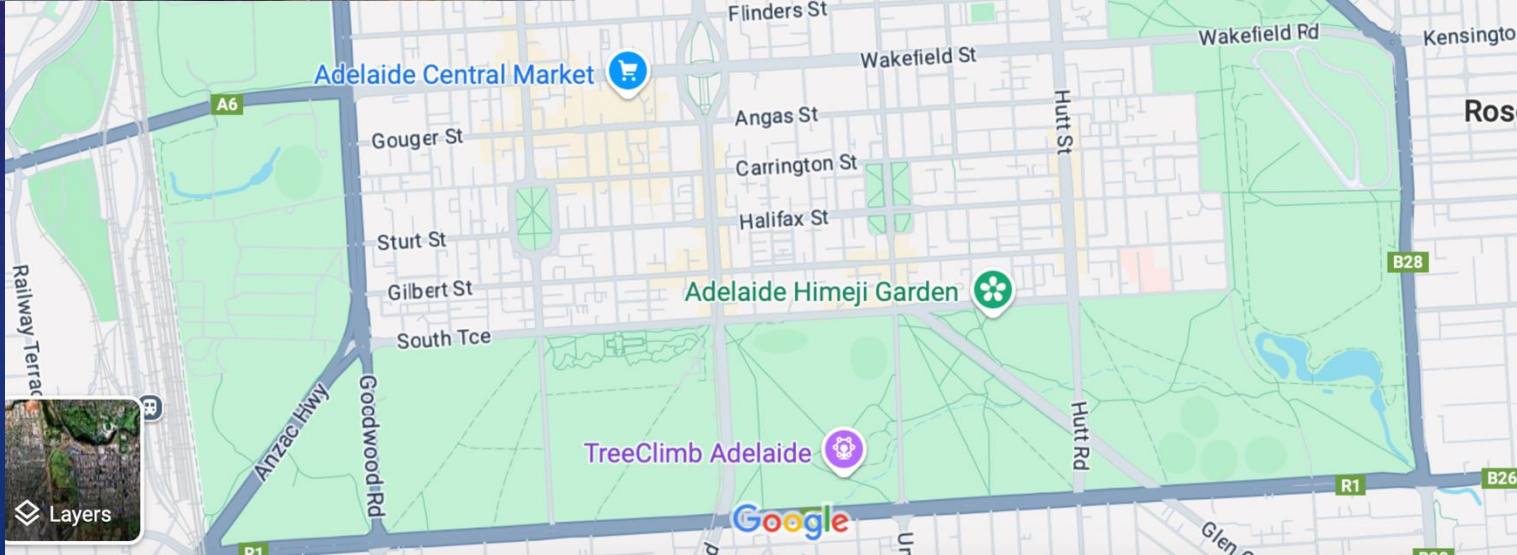 Flinders St
Wakefield Rd
Kensingto
Wakefield St
Adelaide Central Market
A6
Hutt St
Ros
Angas St
Gouger St
Carrington St
Halifax St
Sturt St
B28
Railway Terrac
Gilbert St
Adelaide Himeji Garden
South Tce
Anzac Hwy
Goodwood Rd
Hutt Rd
TreeClimb Adelaide
R1
B26
Layers
Google
Glen
R1